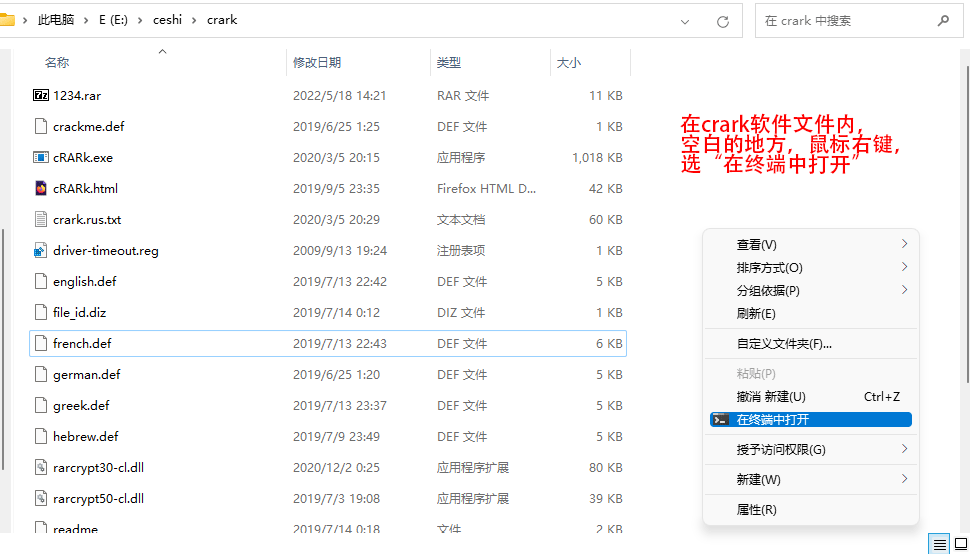 此电脑 › E (E:) › ceshi › crark
在 crark 中搜索
名称 修改日期 类型 大小
1234.rar 2022/5/18 14:21 RAR 文件 11 KB
crackme.def 2019/6/25 1:25 DEF 文件 1 KB
cRARk.exe 2020/3/5 20:15 应用程序 1,018 KB
cRARk.html 2019/9/5 23:35 Firefox HTML D... 42 KB
crark.rus.txt 2020/3/5 20:29 文本文档 60 KB
driver-timeout.reg 2009/9/13 19:24 注册表项 1 KB
english.def 2019/7/13 22:42 DEF 文件 5 KB
file_id.diz 2019/7/14 0:12 DIZ 文件 1 KB
french.def 2019/7/13 22:43 DEF 文件 6 KB
german.def 2019/6/25 1:20 DEF 文件 5 KB
greek.def 2019/7/13 23:37 DEF 文件 5 KB
hebrew.def 2019/7/9 23:49 DEF 文件 5 KB
rarcrypt30-cl.dll 2020/12/2 0:25 应用程序扩展 80 KB
rarcrypt50-cl.dll 2019/7/3 19:08 应用程序扩展 39 KB
readme 2019/7/14 0:18 文件 2 KB
在crark软件文件内，
空白的地方，鼠标右键，
选“在终端中打开”
查看(V)
排序方式(O)
分组依据(P)
刷新(E)
自定义文件夹(F)...
粘贴(P)
撤消 新建(U) Ctrl+Z
在终端中打开
授予访问权限(G)
新建(W)
属性(R)